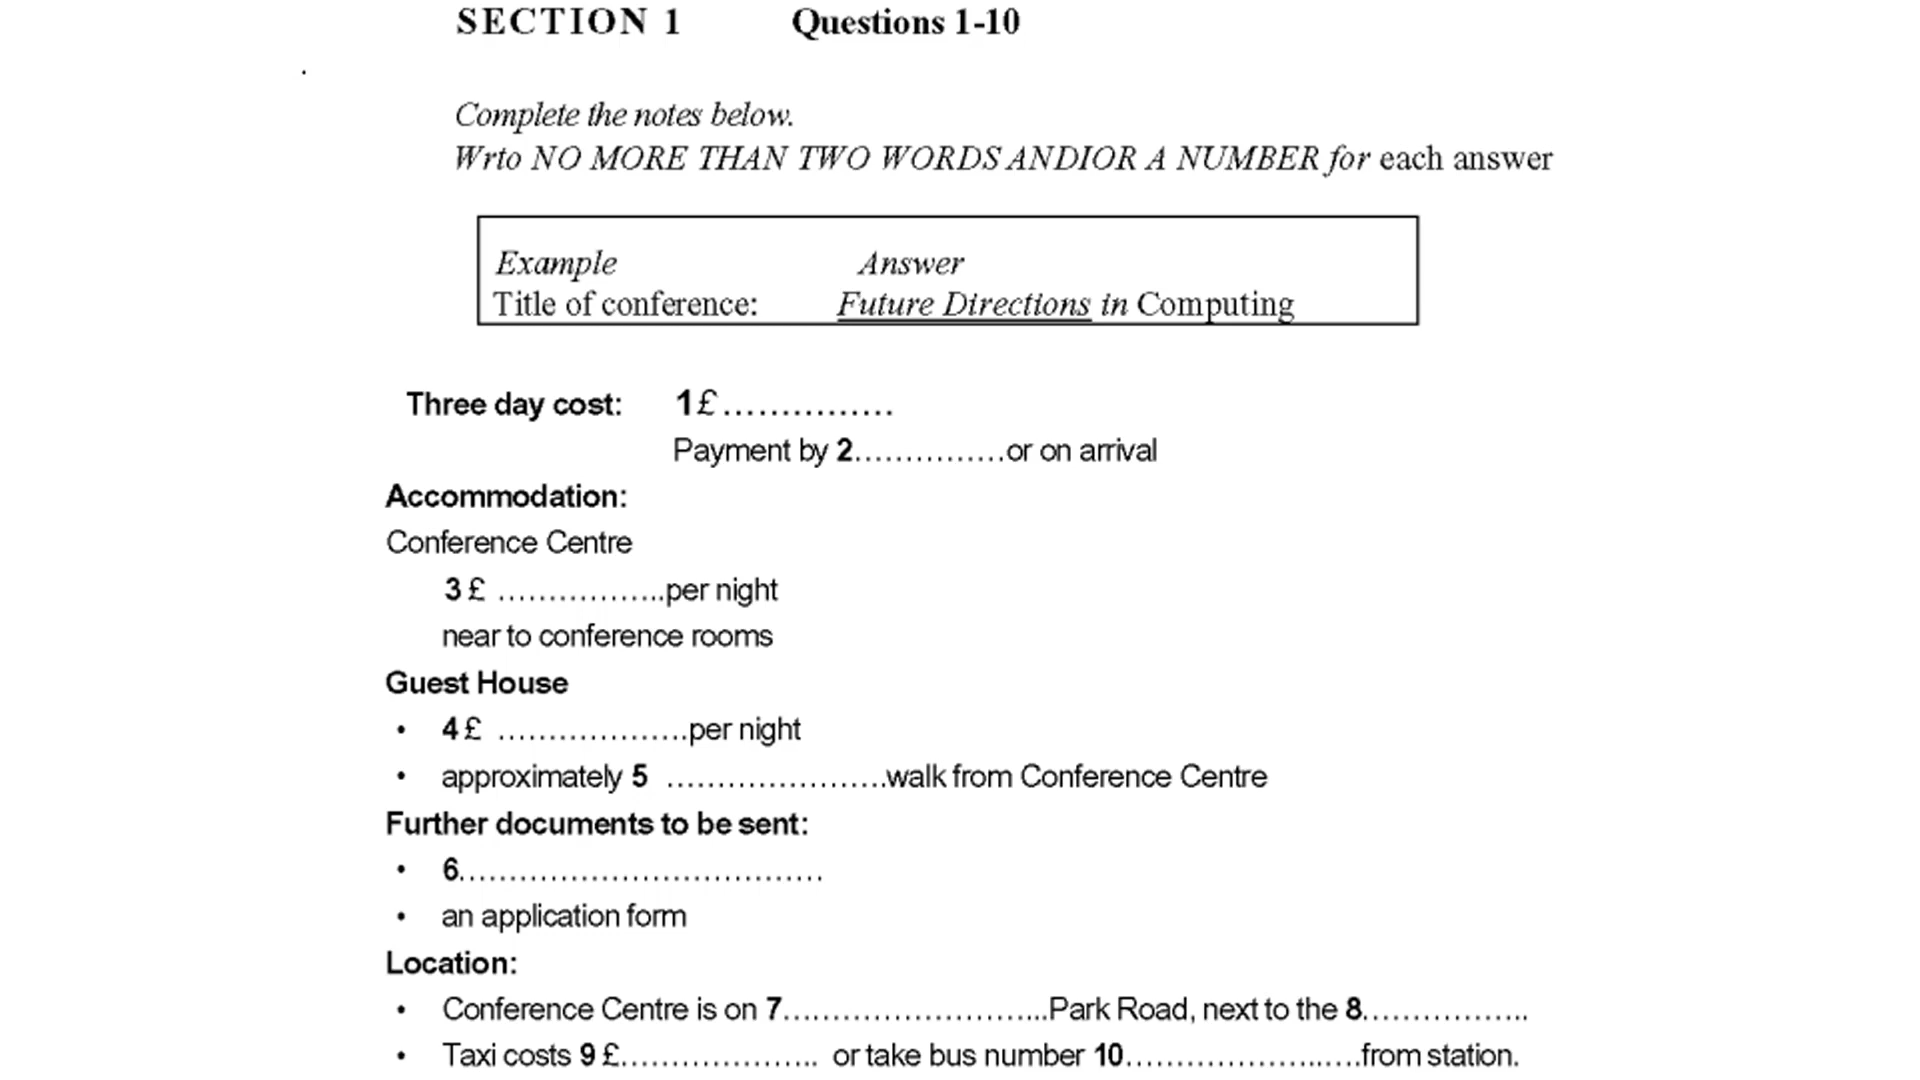 SECTION 1 Questions 1-10
Complete the notes below.
Wrto NO MORE THAN TWO WORDS ANDIOR A NUMBER for each answer
Example Answer
Title of conference: Future Directions in Computing
Three day cost: 1£...............
Payment by 2...............or on arrival
Accommodation:
Conference Centre
3£ .................per night
near to conference rooms
Guest House
• 4£ ...................per night
• approximately 5 ......................walk from Conference Centre
Further documents to be sent:
• 6....................................
• an application form
Location:
• Conference Centre is on 7..........................Park Road, next to the 8.................
• Taxi costs 9£.................... or take bus number 10.......................from station.